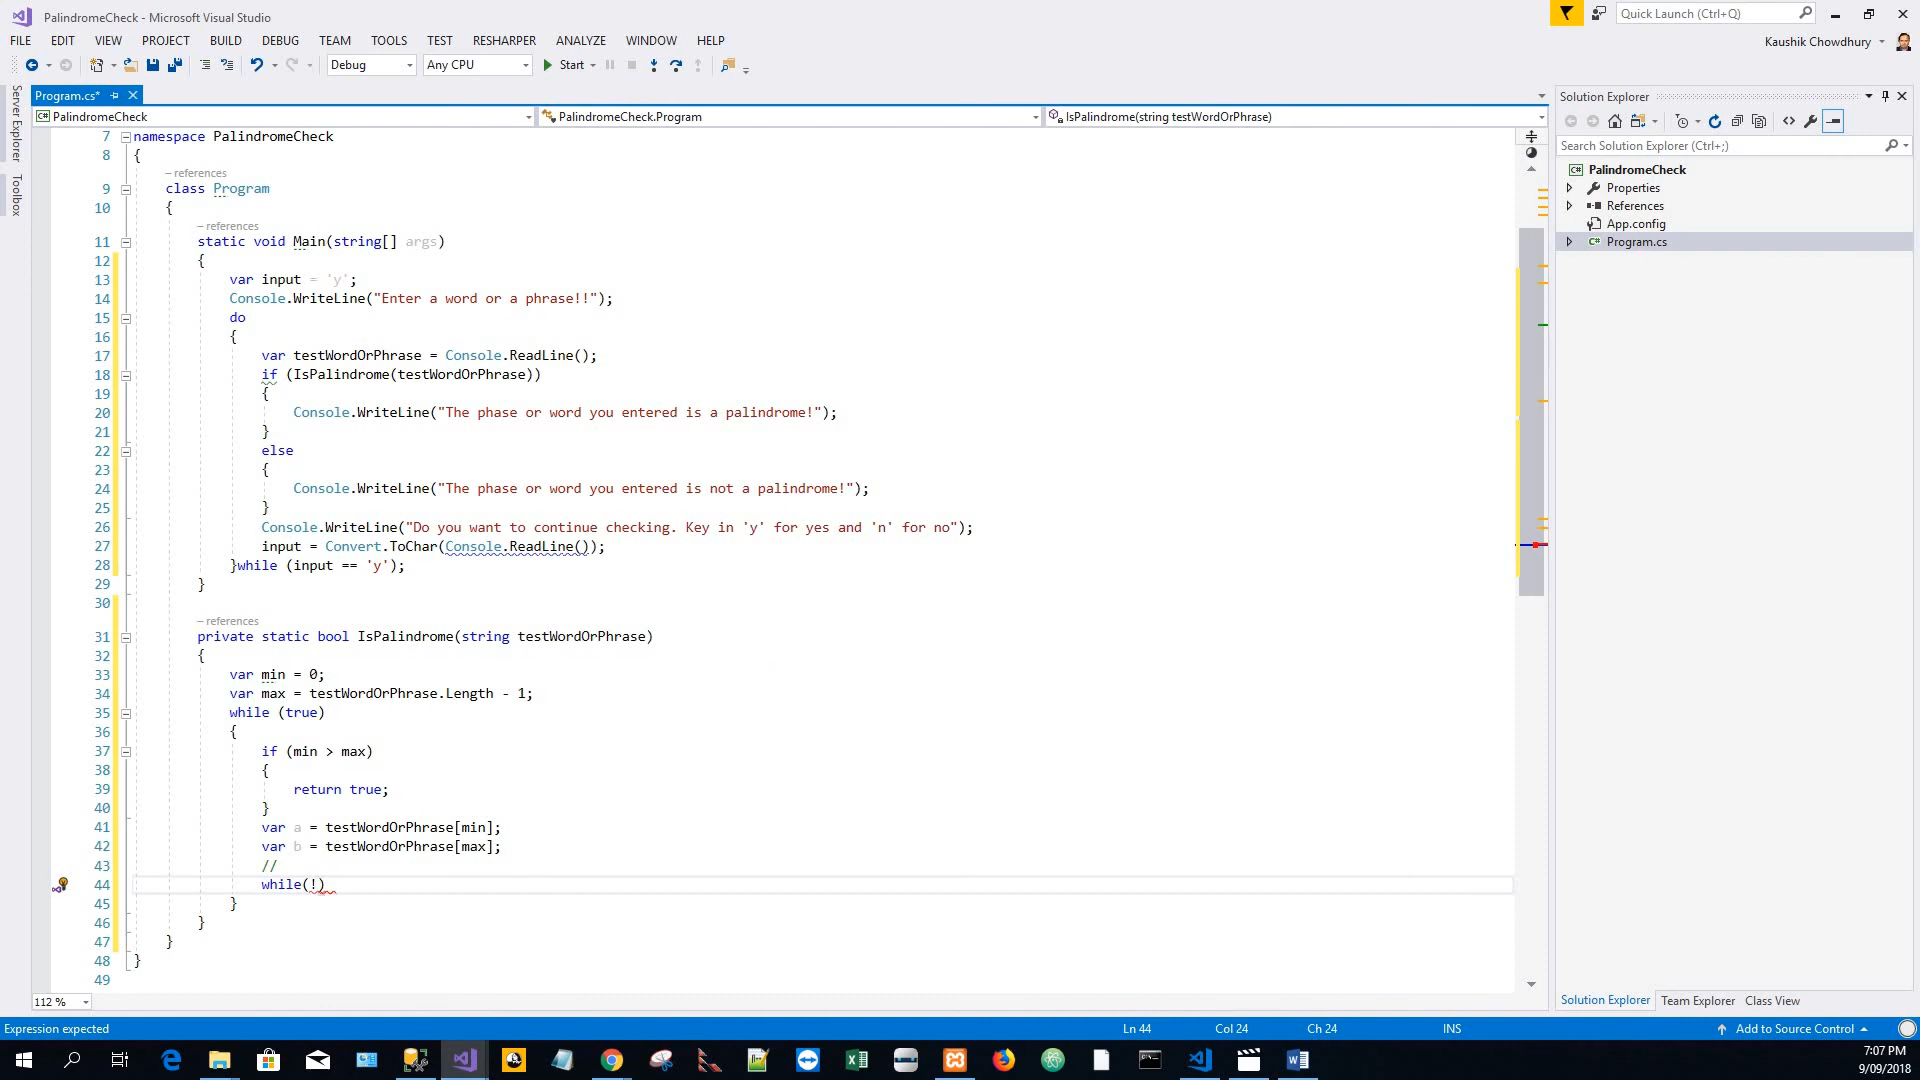 PalindromeCheck - Microsoft Visual Studio
Quick Launch (Ctrl+Q)
FILE EDIT VIEW PROJECT BUILD DEBUG TEAM TOOLS TEST RESHARPER ANALYZE WINDOW HELP
Kaushik Chowdhury
Debug Any CPU Start
Server Explorer
Toolbox
Program.cs*
PalindromeCheck PalindromeCheck.Program IsPalindrome(string testWordOrPhrase)
7 namespace PalindromeCheck
8 {
– references
9 class Program
10 {
– references
11 static void Main(string[] args)
12 {
13 var input = 'y';
14 Console.WriteLine("Enter a word or a phrase!!");
15 do
16 {
17 var testWordOrPhrase = Console.ReadLine();
18 if (IsPalindrome(testWordOrPhrase))
19 {
20 Console.WriteLine("The phase or word you entered is a palindrome!");
21 }
22 else
23 {
24 Console.WriteLine("The phase or word you entered is not a palindrome!");
25 }
26 Console.WriteLine("Do you want to continue checking. Key in 'y' for yes and 'n' for no");
27 input = Convert.ToChar(Console.ReadLine());
28 }while (input == 'y');
29 }
30
– references
31 private static bool IsPalindrome(string testWordOrPhrase)
32 {
33 var min = 0;
34 var max = testWordOrPhrase.Length - 1;
35 while (true)
36 {
37 if (min > max)
38 {
39 return true;
40 }
41 var a = testWordOrPhrase[min];
42 var b = testWordOrPhrase[max];
43 //
44 while(!)
45 }
46 }
47 }
48 }
49
112 %
Solution Explorer
Search Solution Explorer (Ctrl+;)
PalindromeCheck
Properties
References
App.config
Program.cs
Solution Explorer Team Explorer Class View
Expression expected Ln 44 Col 24 Ch 24 INS Add to Source Control
7:07 PM
9/09/2018